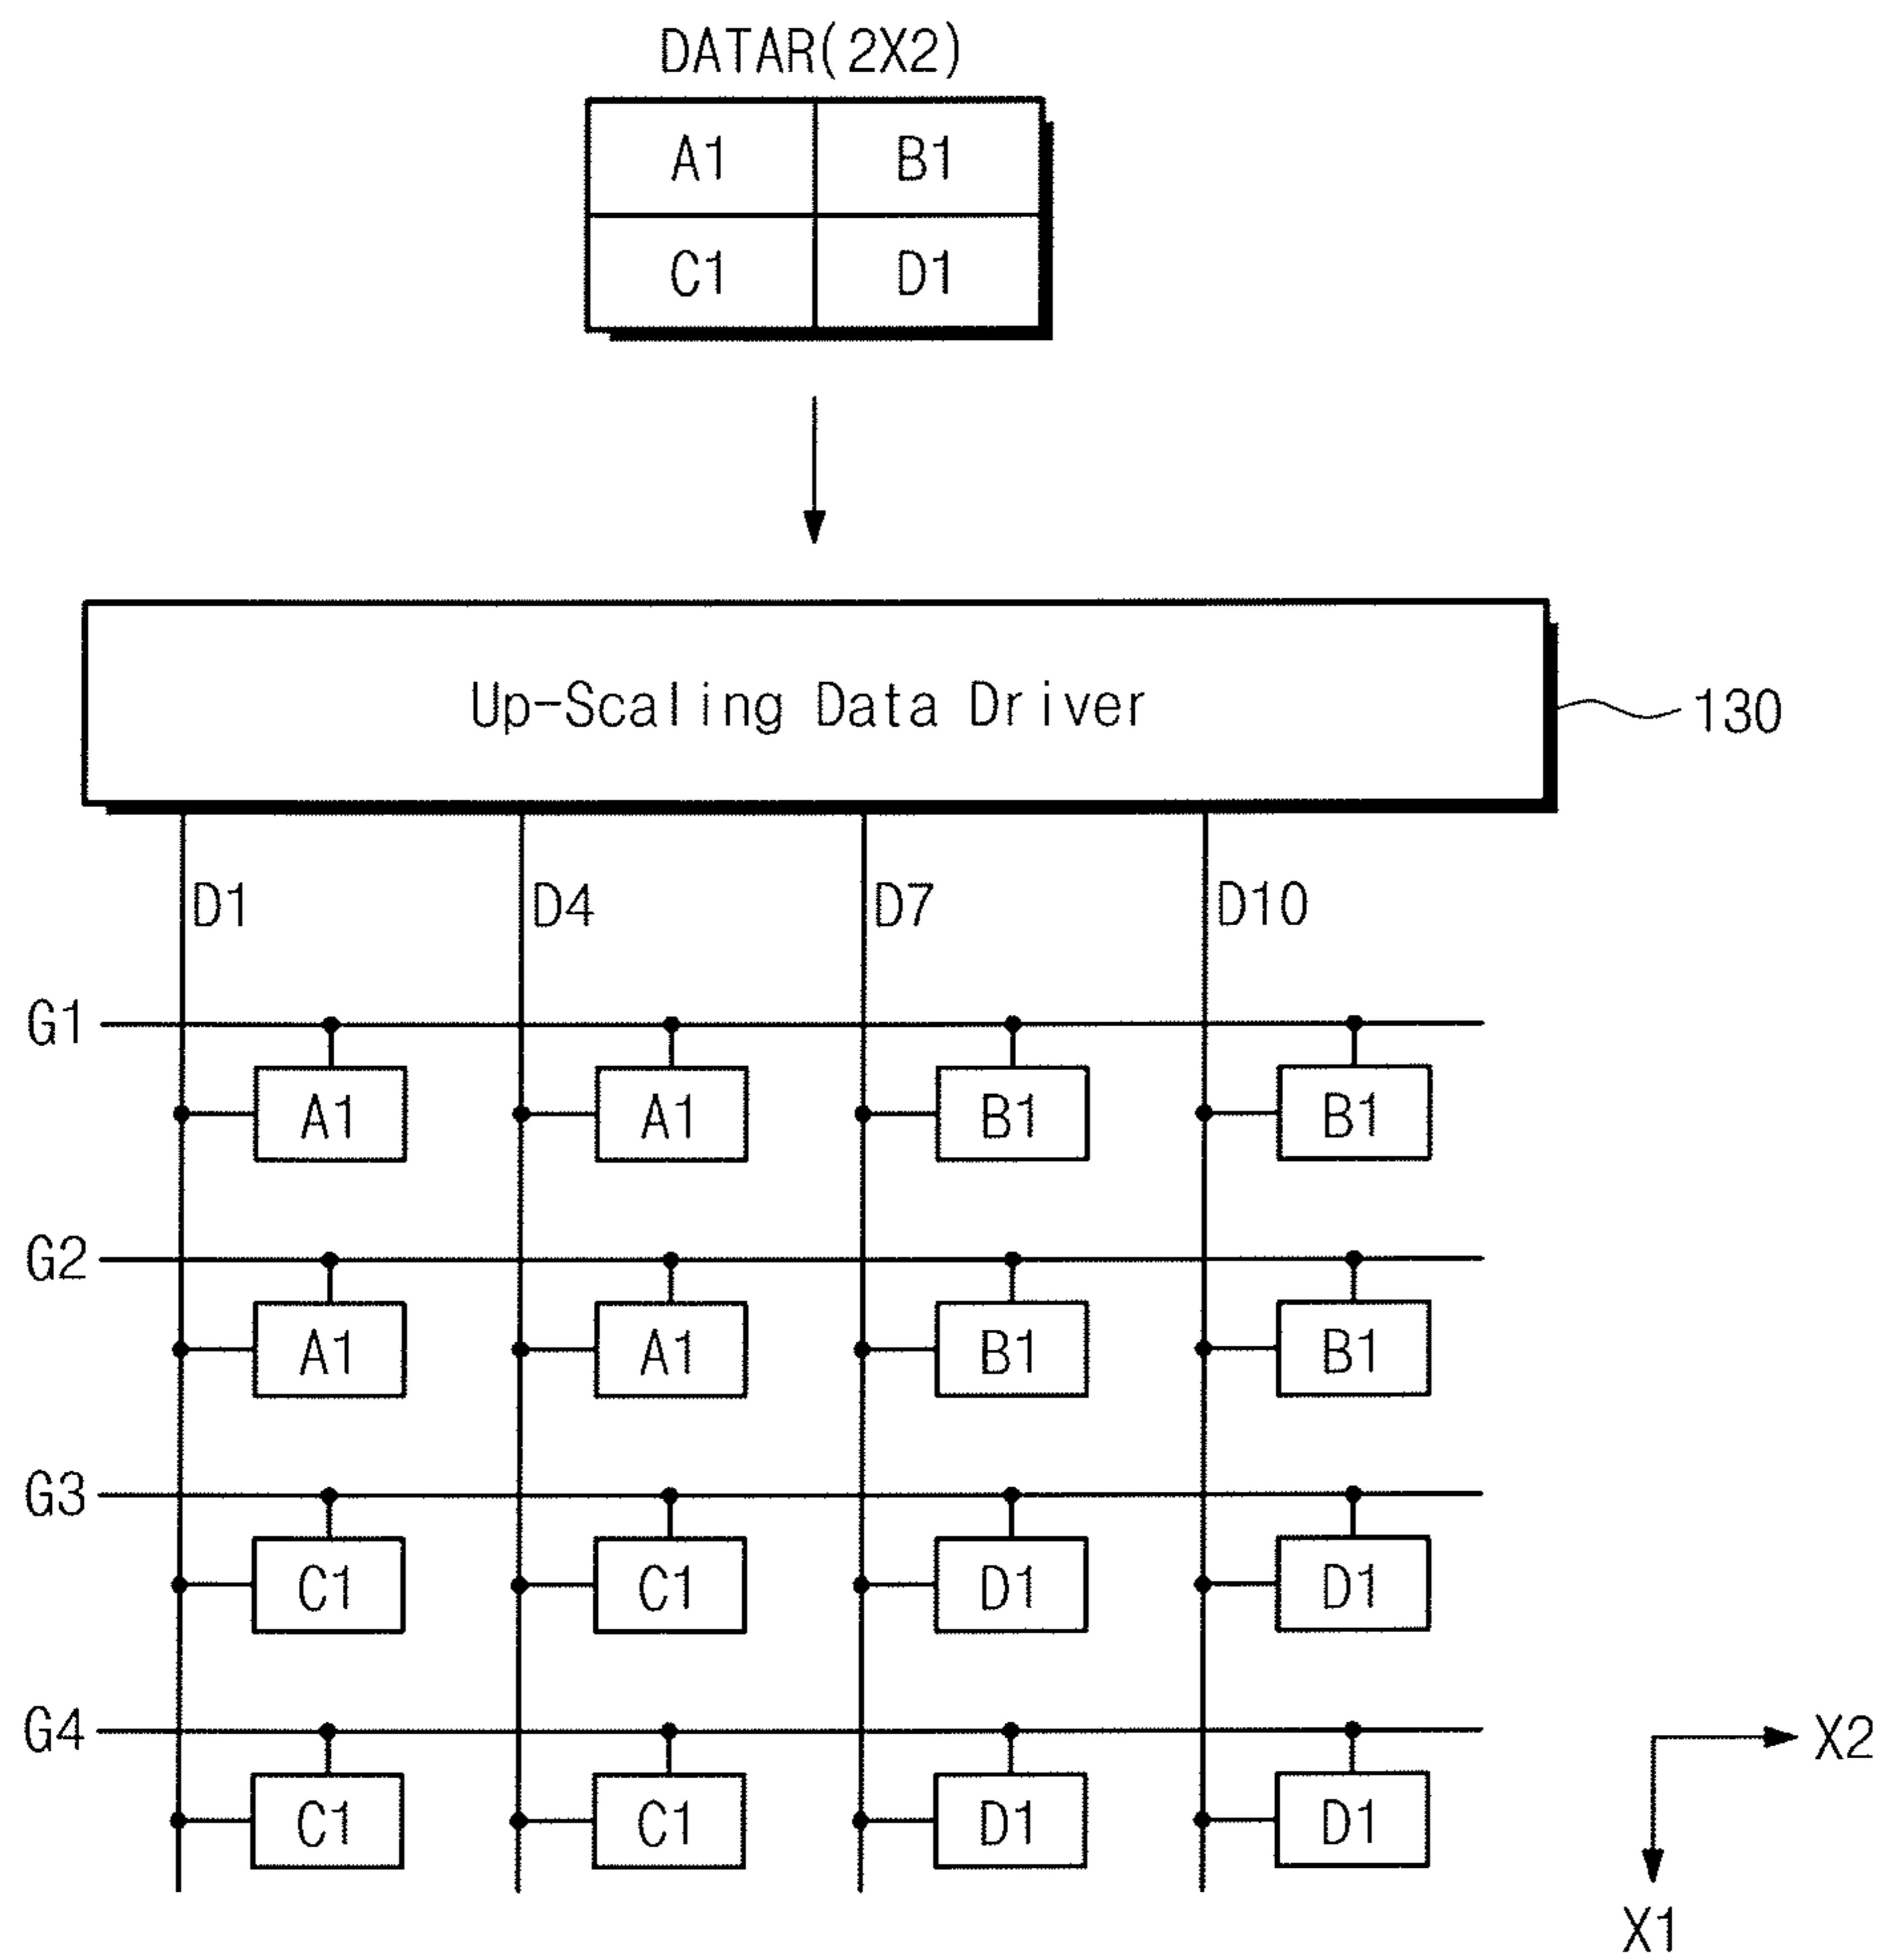 DATAR(2X2)
A1 B1
C1 D1
Up-Scaling Data Driver
130
D1 D4 D7 D10
G1
A1 A1 B1 B1
G2
A1 A1 B1 B1
G3
C1 C1 D1 D1
G4
C1 C1 D1 D1
X2
X1